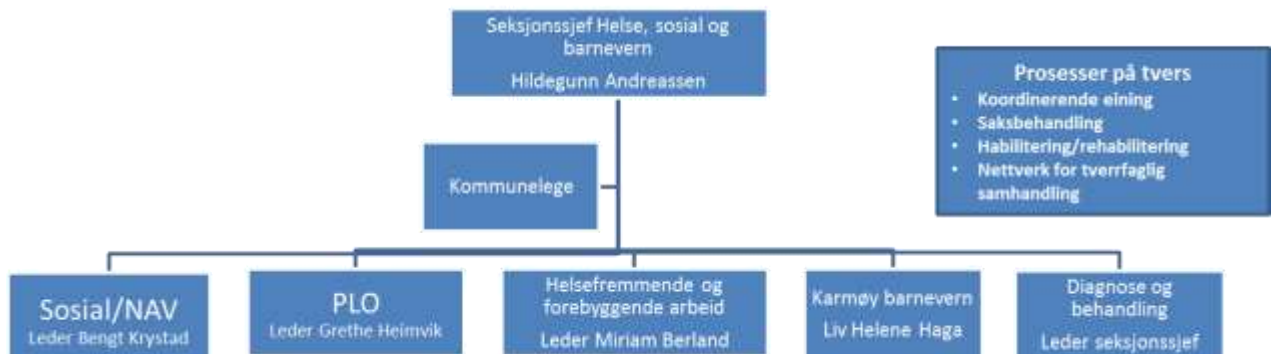 Seksjonssjef Helse, sosial og
barnevern
Hildegunn Andreassen
Prosesser på tvers
• Koordinerende eining
• Saksbehandling
• Habilitering/rehabilitering
• Nettverk for tverrfaglig
samhandling
Kommunelege
Sosial/NAV
Leder Bengt Krystad
PLO
Leder Grethe Heimvik
Helsefremmende og
forebyggende arbeid
Leder Miriam Berland
Karmøy barnevern
Liv Helene Haga
Diagnose og
behandling
Leder seksjonssjef